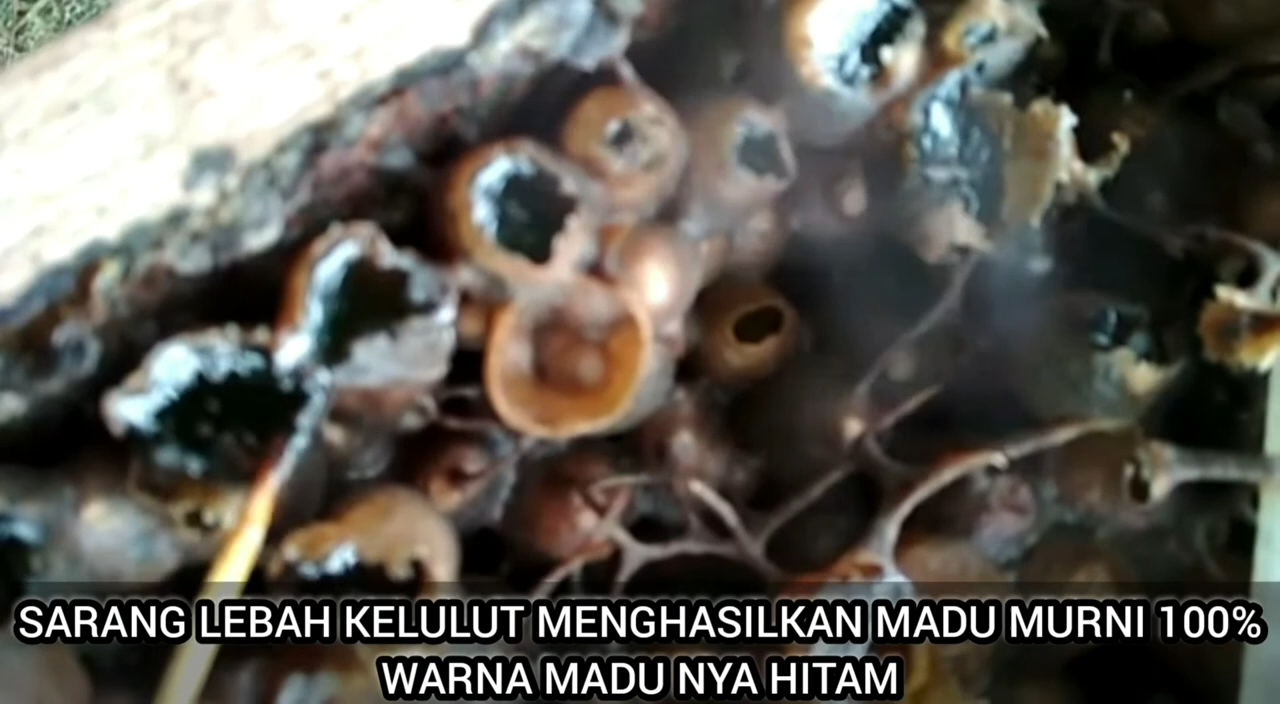 SARANG LEBAH KELULUT MENGHASILKAN MADU MURNI 100%
WARNA MADU NYA HITAM